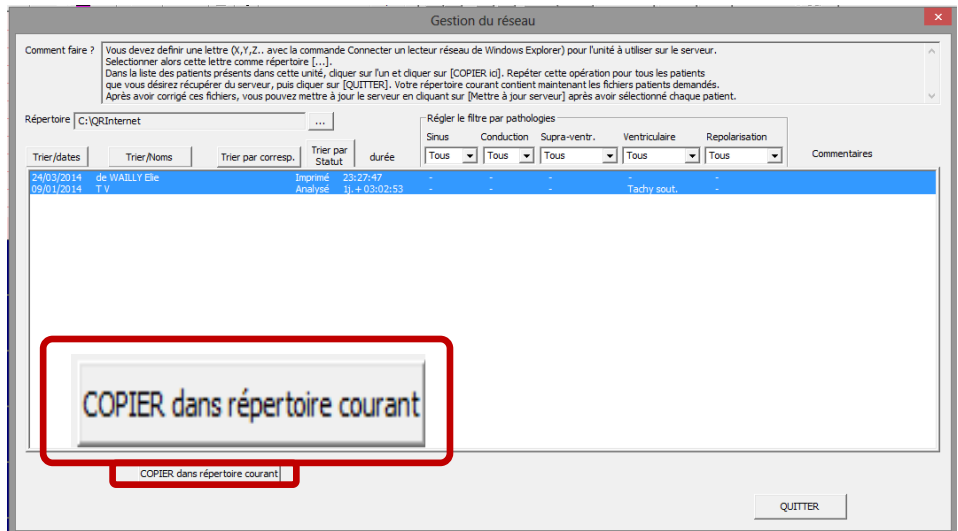 Gestion du réseau
Comment faire ?
Vous devez definir une lettre (X,Y,Z.. avec la commande Connecter un lecteur réseau de Windows Explorer) pour l'unité à utiliser sur le serveur.
Selectionner alors cette lettre comme répertoire [...].
Dans la liste des patients présents dans cette unité, cliquer sur l'un et cliquer sur [COPIER ici]. Repéter cette opération pour tous les patients
que vous désirez récupérer du serveur, puis cliquer sur [QUITTER]. Votre répertoire courant contient maintenant les fichiers patients demandés.
Après avoir corrigé ces fichiers, vous pouvez mettre à jour le serveur en cliquant sur [Mettre à jour serveur] après avoir sélectionné chaque patient.
Répertoire C:\QRInternet ...
Régler le filtre par pathologies
Sinus Conduction Supra-ventr. Ventriculaire Repolarisation
Trier/dates Trier/Noms Trier par corresp. Trier par Statut durée Tous Tous Tous Tous Tous Commentaires
24/03/2014 de WAILLY Elie Imprimé 23:27:47 - - - - -
09/01/2014 T V Analysé 1j.+ 03:02:53 - - - Tachy sout. -
COPIER dans répertoire courant
COPIER dans répertoire courant
QUITTER